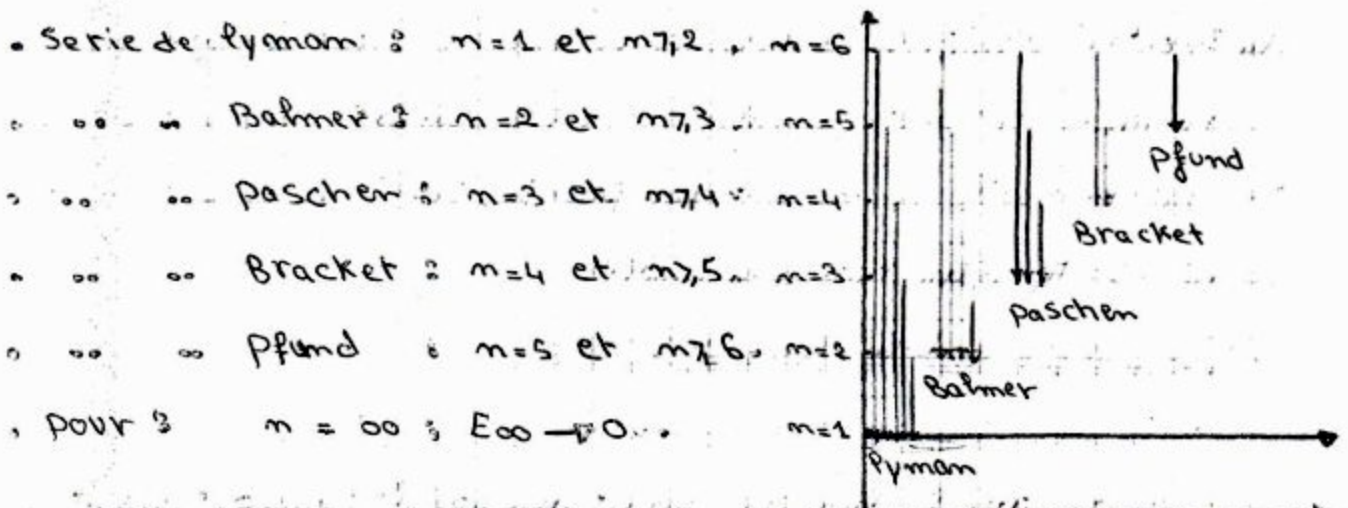 • Serie de lyman : n=1 et m⩾2. n=6
" " " Balmer : n=2 et m⩾3. n=5
" " " paschen : n=3 et m⩾4. n=4
" " " Bracket : n=4 et m⩾5. n=3
" " " Pfund : n=5 et m⩾6. n=2
, pour : n = ∞ ; E∞ → 0. n=1
Pfund
Bracket
paschen
Balmer
lyman